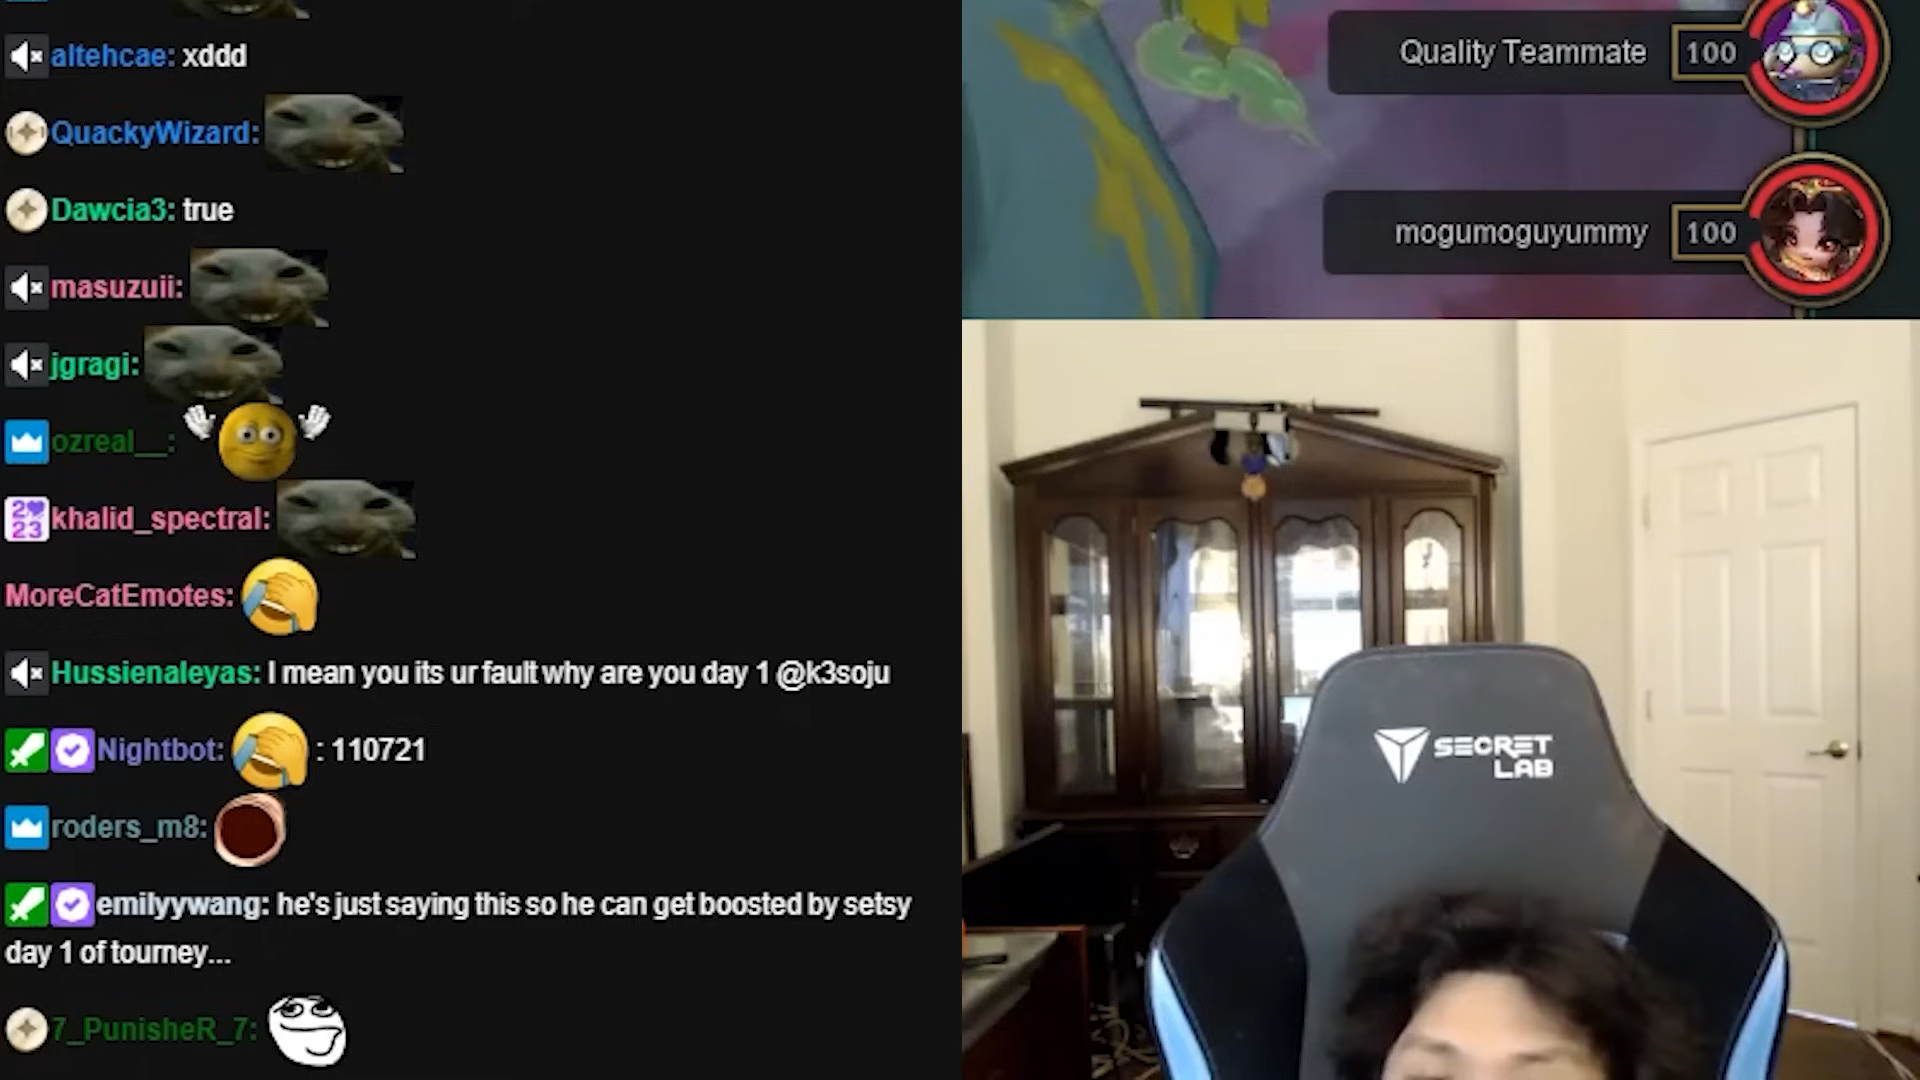 altehcae: xddd
QuackyWizard:
Dawcia3: true
masuzuii:
jgragi:
ozreal__:
2 23
khalid_spectral:
MoreCatEmotes:
Hussienaleyas: I mean you its ur fault why are you day 1 @k3soju
Nightbot: : 110721
roders_m8:
emilyywang: he's just saying this so he can get boosted by setsy
day 1 of tourney...
7_PunisheR_7:
Quality Teammate 100
mogumoguyummy 100
SECRET
LAB